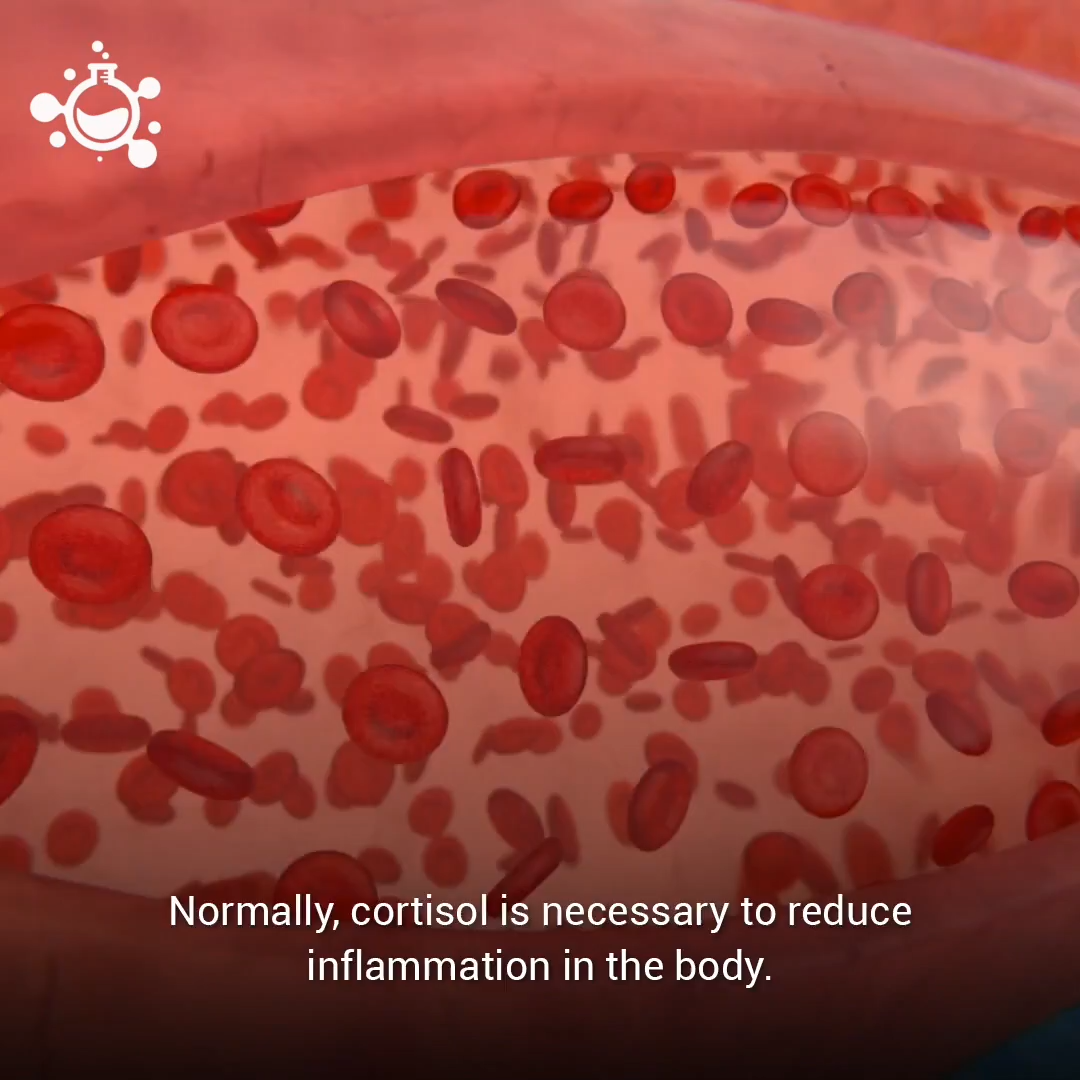 Normally, cortisol is necessary to reduce
inflammation in the body.